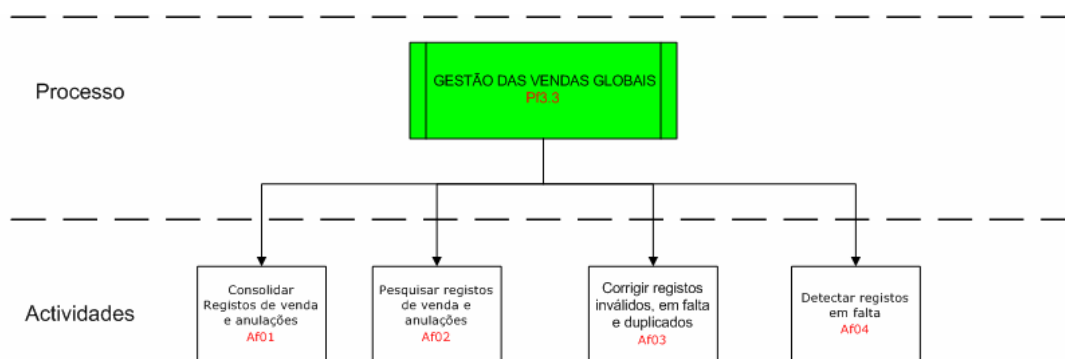 Processo
GESTÃO DAS VENDAS GLOBAIS
Pf3.3
Actividades
Consolidar
Registos de venda
e anulações
Af01
Pesquisar registos
de venda e
anulações
Af02
Corrigir registos
inválidos, em falta
e duplicados
Af03
Detectar registos
em falta
Af04